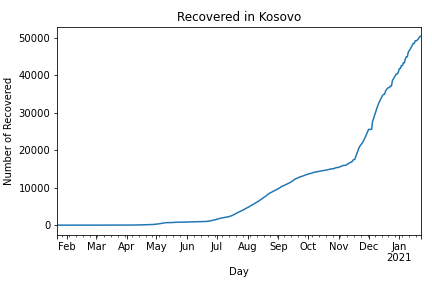 Recovered in Kosovo
Number of Recovered
50000
40000
30000
20000
10000
0
Feb Mar Apr May Jun Jul Aug Sep Oct Nov Dec Jan
2021
Day